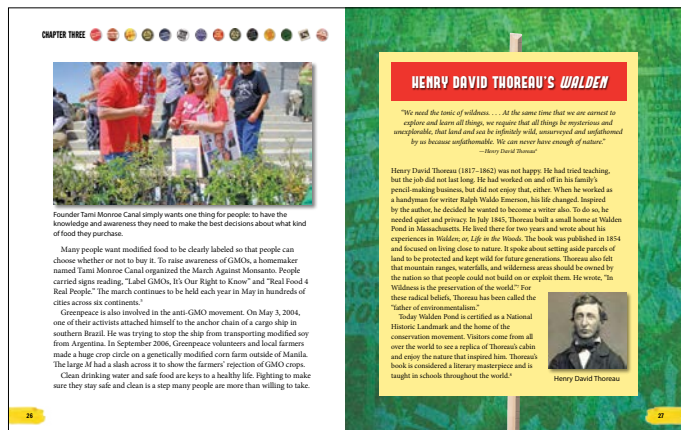 CHAPTER THREE
Founder Tami Monroe Canal simply wants one thing for people: to have the
knowledge and awareness they need to make the best decisions about what kind
of food they purchase.
Many people want modified food to be clearly labeled so that people can
choose whether or not to buy it. To raise awareness of GMOs, a homemaker
named Tami Monroe Canal organized the March Against Monsanto. People
carried signs reading, “Label GMOs, It’s Our Right to Know” and “Real Food 4
Real People.” The march continues to be held each year in May in hundreds of
cities across six continents.⁵
Greenpeace is also involved in the anti-GMO movement. On May 3, 2004,
one of their activists attached himself to the anchor chain of a cargo ship in
southern Brazil. He was trying to stop the ship from transporting modified soy
from Argentina. In September 2006, Greenpeace volunteers and local farmers
made a huge crop circle on a genetically modified corn farm outside of Manila.
The large M had a slash across it to show the farmers’ rejection of GMO crops.
Clean drinking water and safe food are keys to a healthy life. Fighting to make
sure they stay safe and clean is a step many people are more than willing to take.
26
HENRY DAVID THOREAU’S WALDEN
“We need the tonic of wildness. . . . At the same time that we are earnest to
explore and learn all things, we require that all things be mysterious and
unexplorable, that land and sea be infinitely wild, unsurveyed and unfathomed
by us because unfathomable. We can never have enough of nature.”
—Henry David Thoreau⁶
Henry David Thoreau (1817–1862) was not happy. He had tried teaching,
but the job did not last long. He had worked on and off in his family’s
pencil-making business, but did not enjoy that, either. When he worked as
a handyman for writer Ralph Waldo Emerson, his life changed. Inspired
by the author, he decided he wanted to become a writer also. To do so, he
needed quiet and privacy. In July 1845, Thoreau built a small home at Walden
Pond in Massachusetts. He lived there for two years and wrote about his
experiences in Walden; or, Life in the Woods. The book was published in 1854
and focused on living close to nature. It spoke about setting aside parcels of
land to be protected and kept wild for future generations. Thoreau also felt
that mountain ranges, waterfalls, and wilderness areas should be owned by
the nation so that people could not build on or exploit them. He wrote, “In
Wildness is the preservation of the world.”⁷ For
these radical beliefs, Thoreau has been called the
“father of environmentalism.”
Today Walden Pond is certified as a National
Historic Landmark and the home of the
conservation movement. Visitors come from all
over the world to see a replica of Thoreau’s cabin
and enjoy the nature that inspired him. Thoreau’s
book is considered a literary masterpiece and is
taught in schools throughout the world.⁸
Henry David Thoreau
27